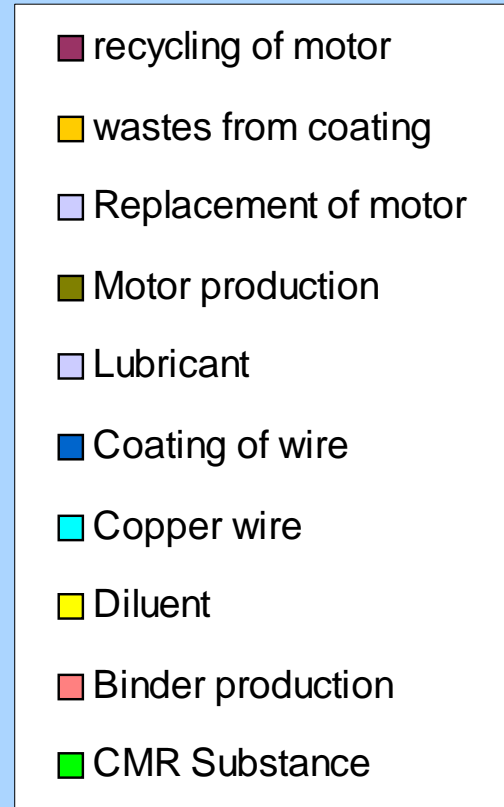 recycling of motor
wastes from coating
Replacement of motor
Motor production
Lubricant
Coating of wire
Copper wire
Diluent
Binder production
CMR Substance